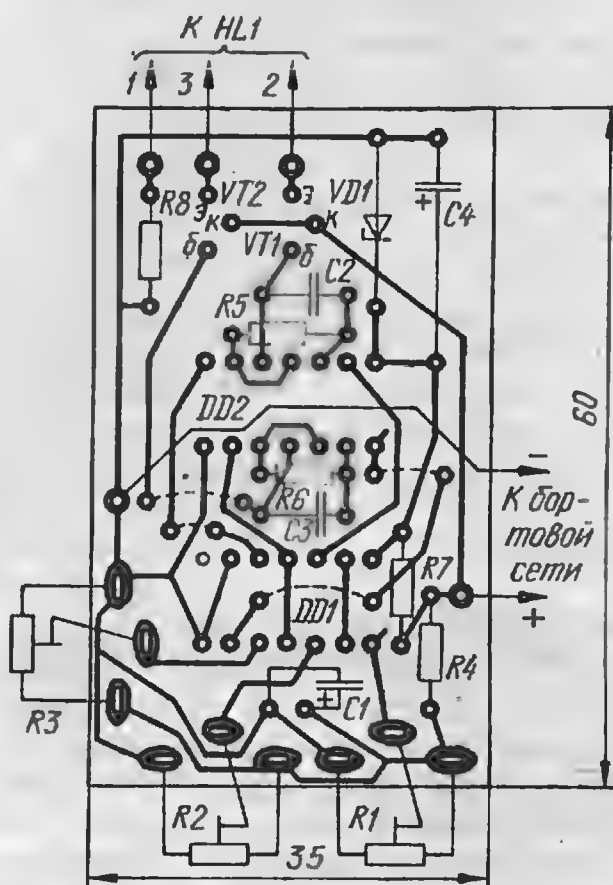 К HL1
1 3 2
R8 э VT2 э VD1
к к C4
б VT1 б
C2
R5
60
DD2
−
R6 К бор-
C3 товой
сети
R7
DD1 +
R4
C1
R3
R2 R1
35